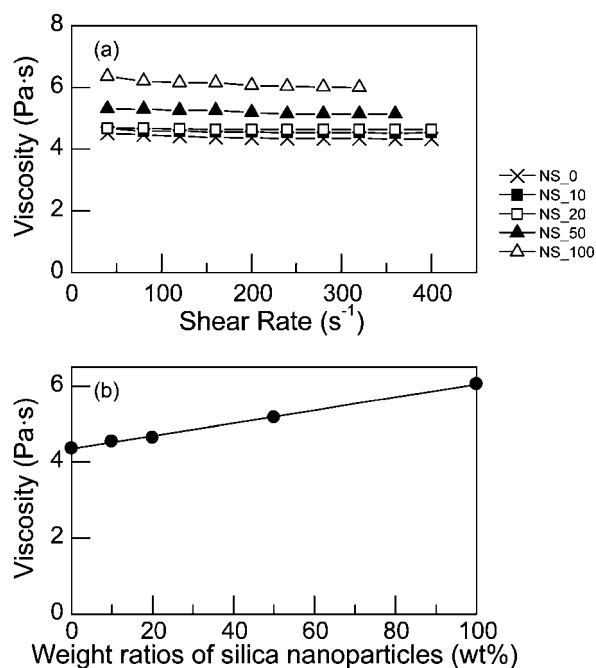 (a)
8
6
4
2
0
Viscosity (Pa·s)
0 100 200 300 400
Shear Rate (s⁻¹)
NS_0
NS_10
NS_20
NS_50
NS_100
(b)
6
4
2
0
Viscosity (Pa·s)
0 20 40 60 80 100
Weight ratios of silica nanoparticles (wt%)